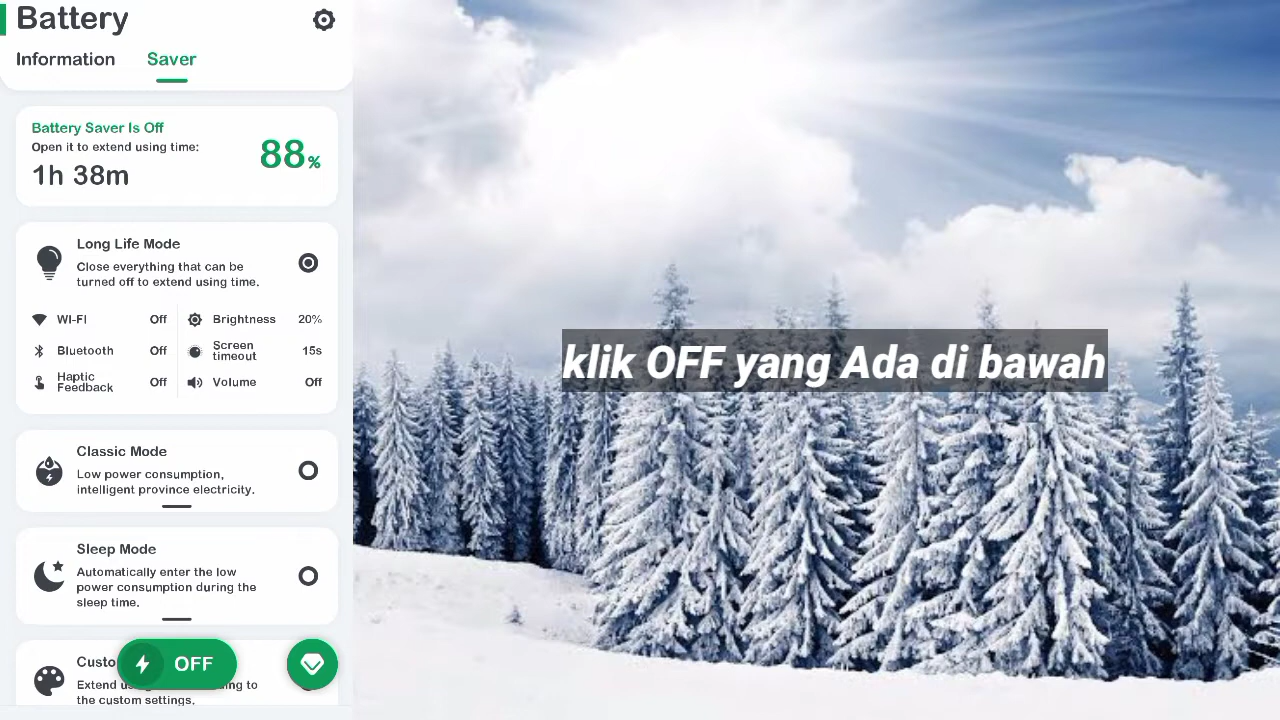 Battery
Information Saver
Battery Saver Is Off
Open it to extend using time:
1h 38m
88%
Long Life Mode
Close everything that can be
turned off to extend using time.
WI-FI Off
Brightness 20%
Bluetooth Off
Screen
timeout 15s
Haptic
Feedback Off
Volume Off
Classic Mode
Low power consumption,
intelligent province electricity.
Sleep Mode
Automatically enter the low
power consumption during the
sleep time.
OFF
Extend to
the custom settings.
klik OFF yang Ada di bawah